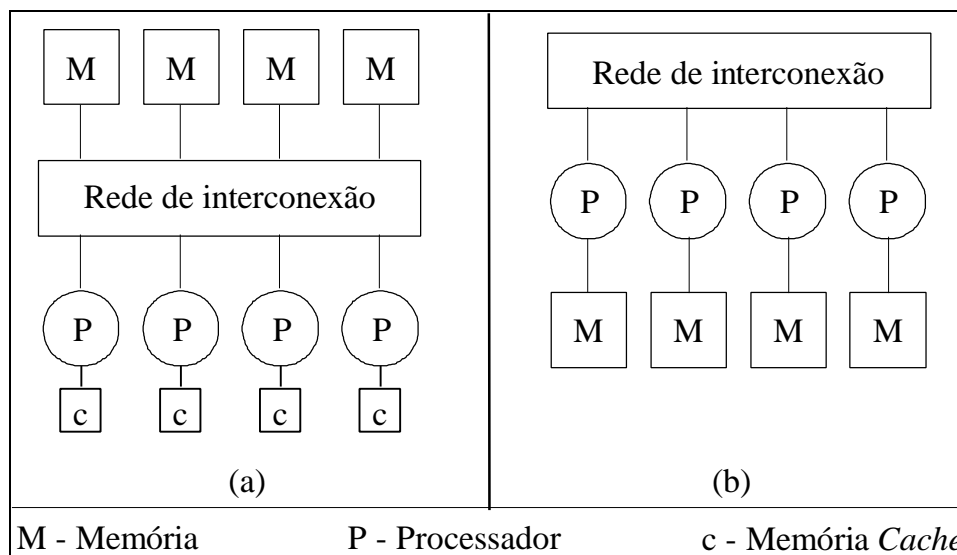 M M M M
Rede de interconexão
P P P P
c c c c
(a)
Rede de interconexão
P P P P
M M M M
(b)
M - Memória P - Processador c - Memória Cache